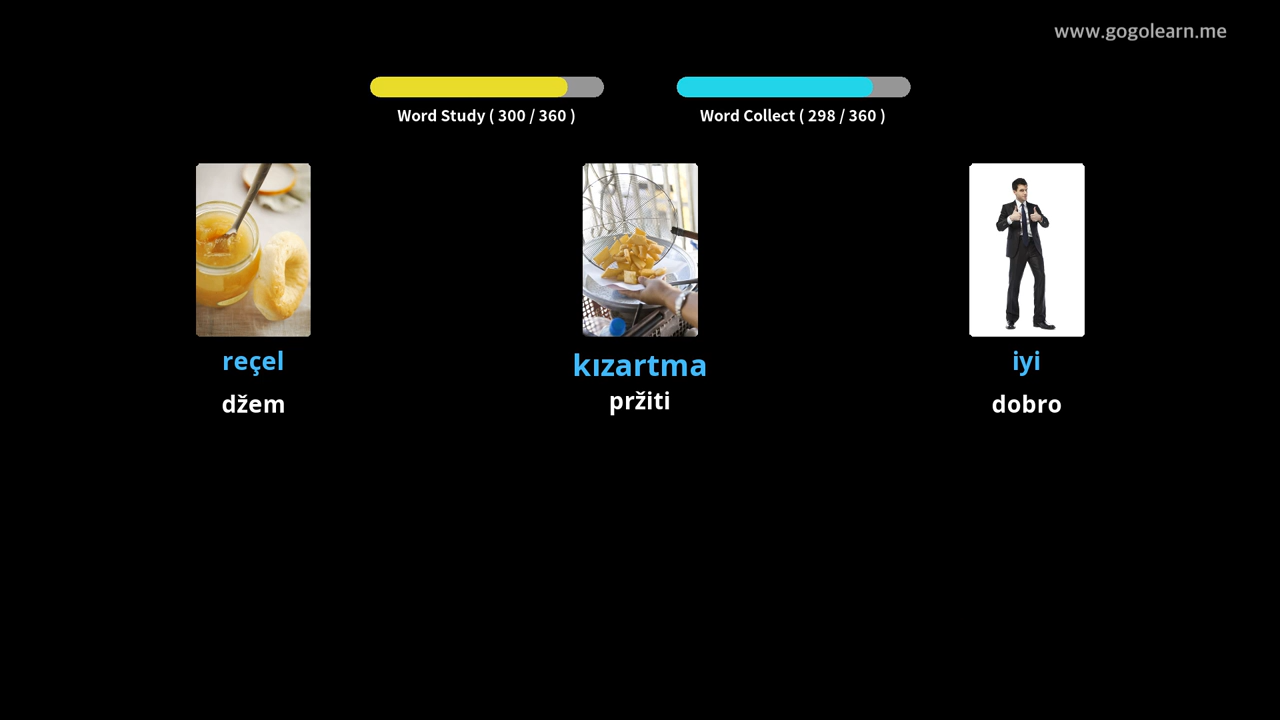 www.gogolearn.me
Word Study ( 300 / 360 )
Word Collect ( 298 / 360 )
reçel
kızartma
iyi
džem
pržiti
dobro